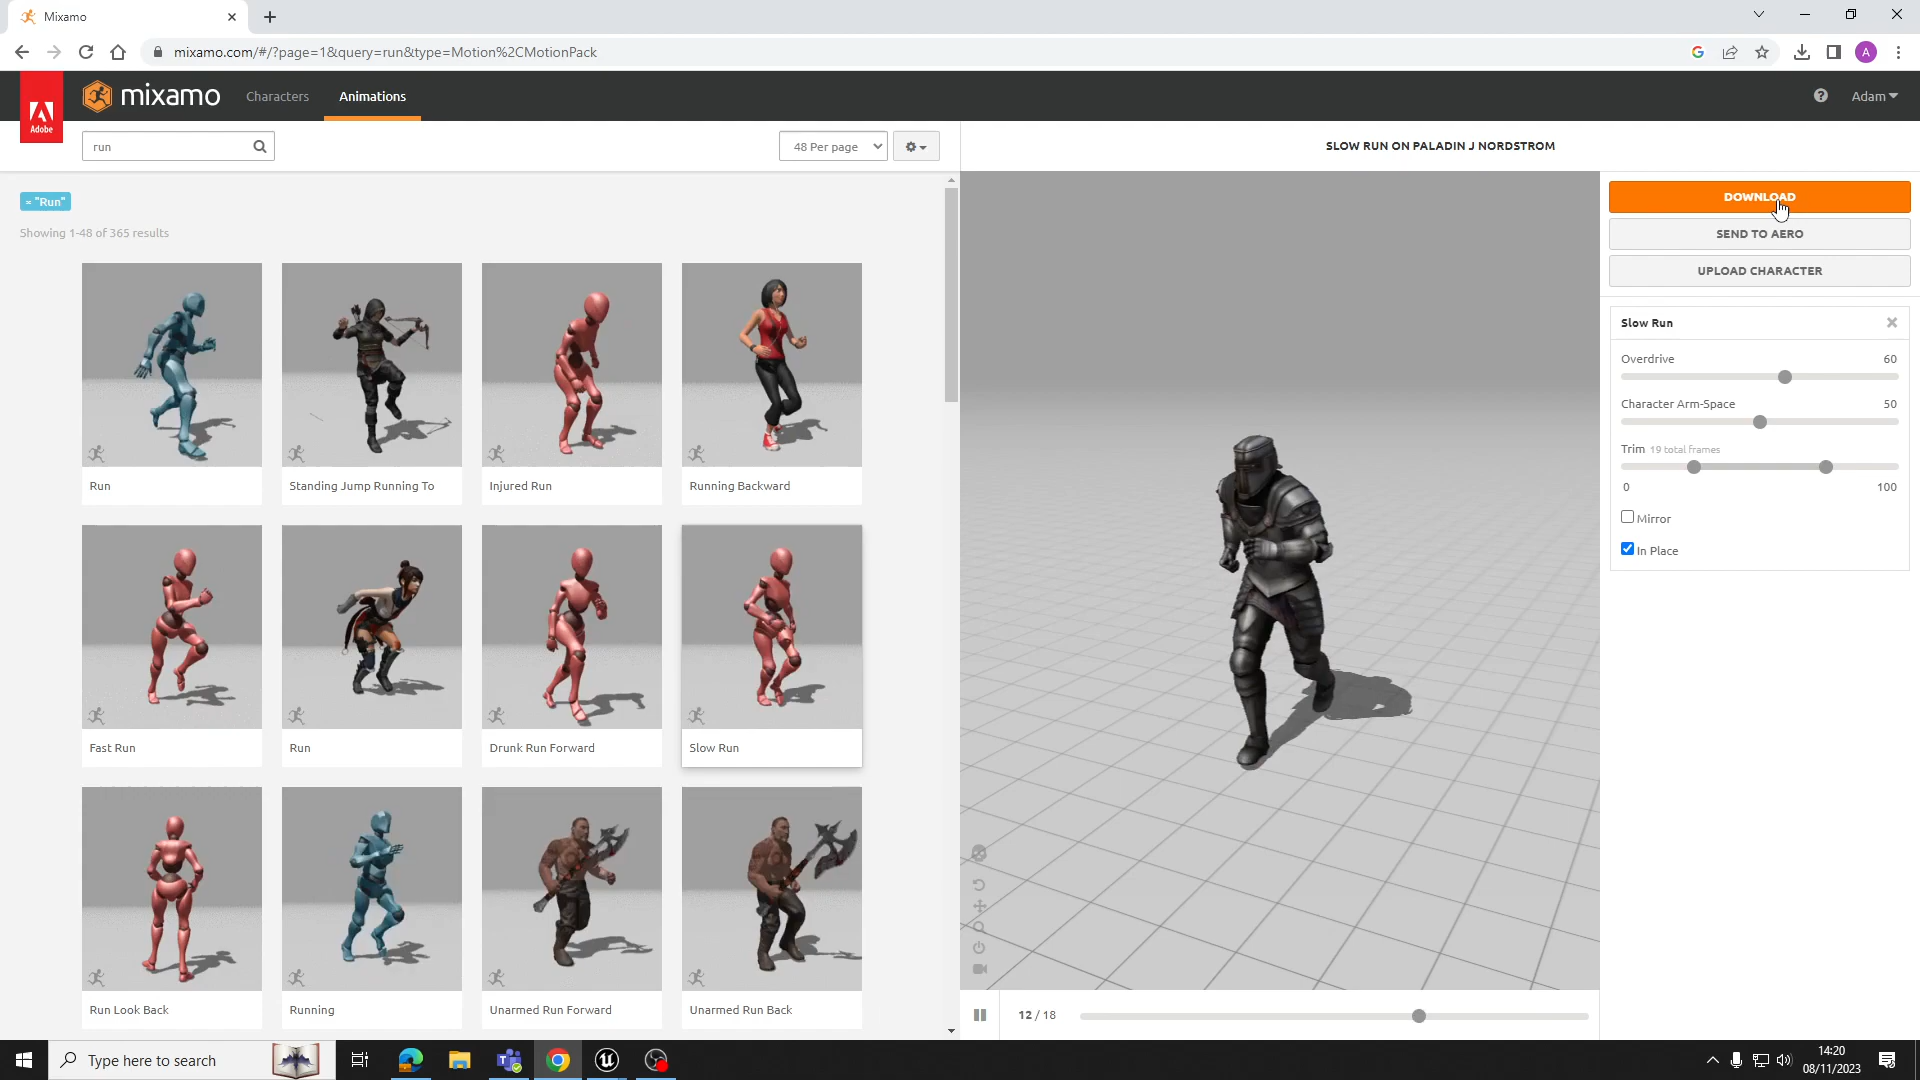 Mixamo
mixamo.com/#/?page=1&query=run&type=Motion%2CMotionPack
A
Adobe
mixamo
Characters
Animations
?
Adam
run
48 Per page
SLOW RUN ON PALADIN J NORDSTROM
× "Run"
Showing 1-48 of 365 results
DOWNLOAD
SEND TO AERO
UPLOAD CHARACTER
Slow Run
Overdrive 60
Character Arm-Space 50
Trim 19 total frames
0 100
Mirror
In Place
Run
Standing Jump Running To
Injured Run
Running Backward
Fast Run
Run
Drunk Run Forward
Slow Run
Run Look Back
Running
Unarmed Run Forward
Unarmed Run Back
12 / 18
Type here to search
14:20
08/11/2023